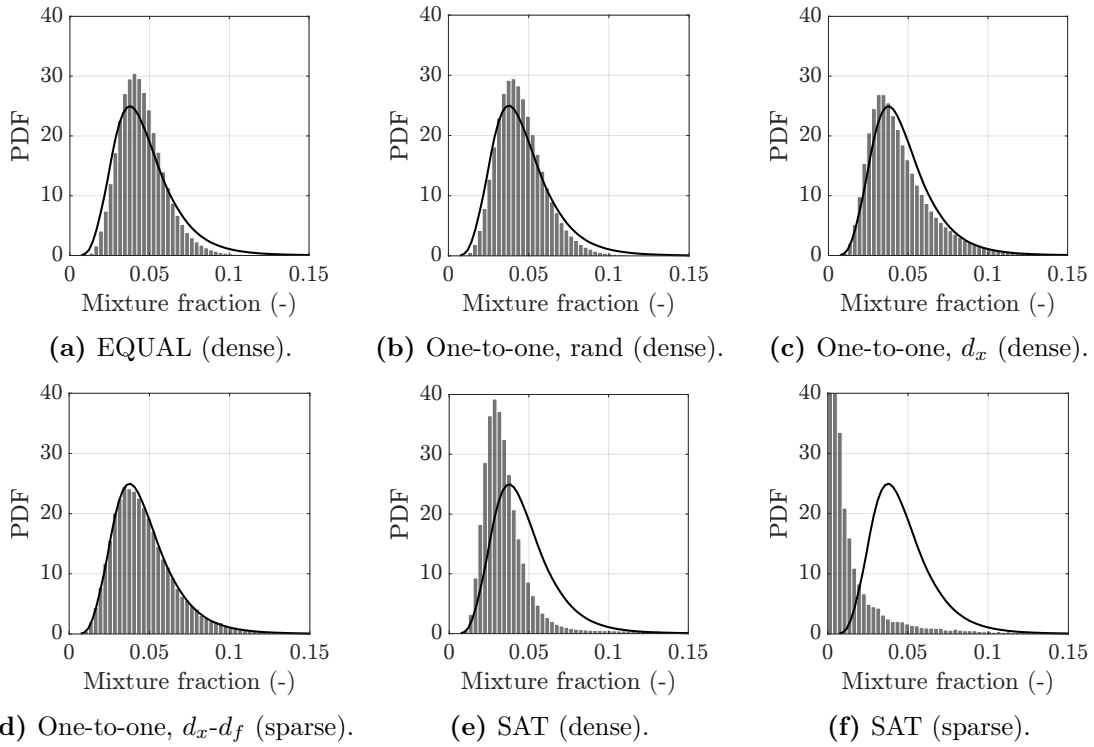 40
30
20
10
0
PDF
0 0.05 0.1 0.15
Mixture fraction (-)
(a) EQUAL (dense).
40
30
20
10
0
PDF
0 0.05 0.1 0.15
Mixture fraction (-)
(b) One-to-one, rand (dense).
40
30
20
10
0
PDF
0 0.05 0.1 0.15
Mixture fraction (-)
(c) One-to-one, dₓ (dense).
40
30
20
10
0
PDF
0 0.05 0.1 0.15
Mixture fraction (-)
d) One-to-one, dₓ-d_f (sparse).
40
30
20
10
0
PDF
0 0.05 0.1 0.15
Mixture fraction (-)
(e) SAT (dense).
40
30
20
10
0
PDF
0 0.05 0.1 0.15
Mixture fraction (-)
(f) SAT (sparse).